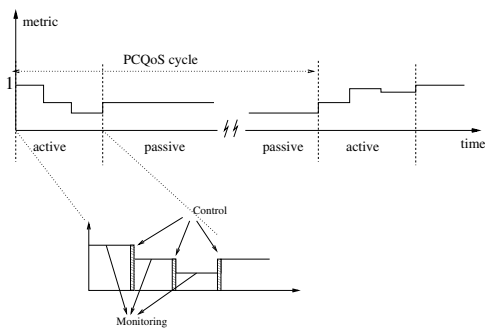 metric
PCQoS cycle
1
active
passive
passive
active
time
Control
Monitoring